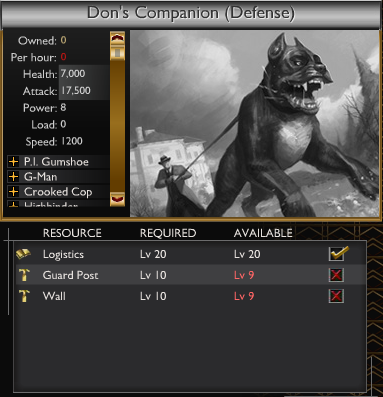 Don's Companion (Defense)
Owned: 0
Per hour: 0
Health: 7,000
Attack: 17,500
Power: 8
Load: 0
Speed: 1200
P.I. Gumshoe
G-Man
Crooked Cop
RESOURCE REQUIRED AVAILABLE
Logistics Lv 20 Lv 20
Guard Post Lv 10 Lv 9
Wall Lv 10 Lv 9